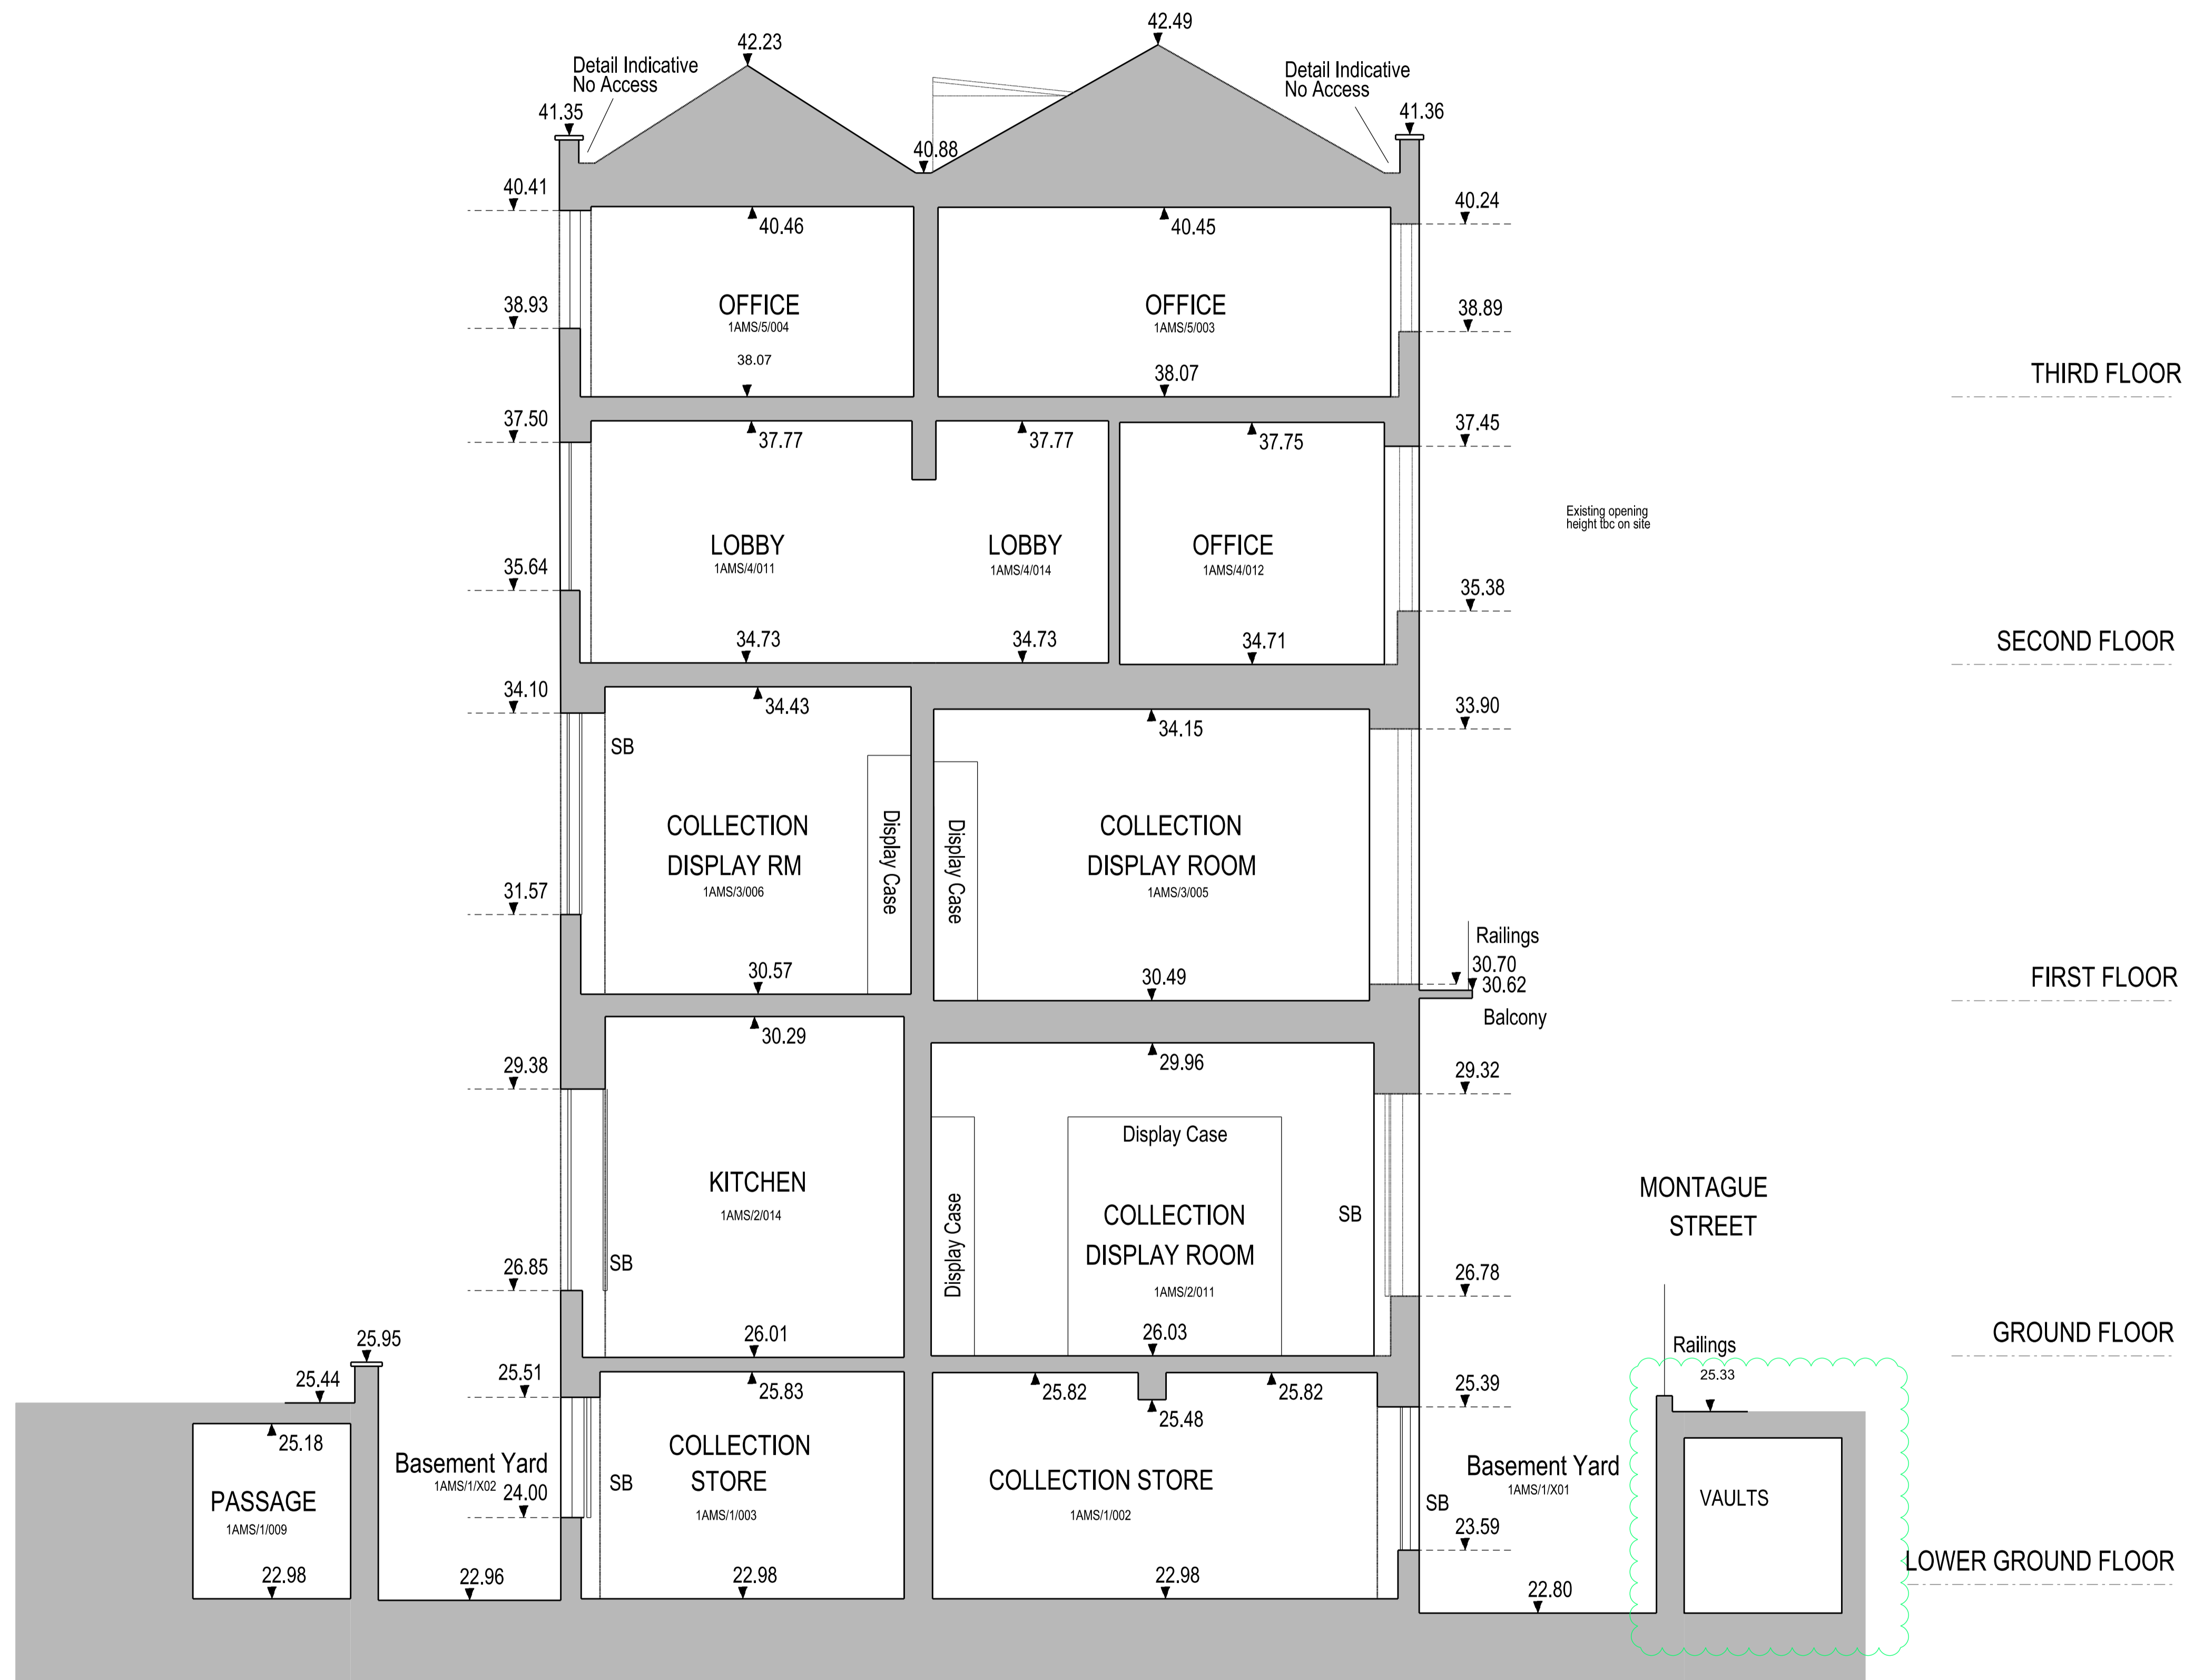 42.49
42.23
Detail Indicative
No Access
Detail Indicative
No Access
41.35
41.36
40.88
40.41
40.24
40.46
40.45
OFFICE
1AMS/5/004
OFFICE
1AMS/5/003
38.93
38.89
38.07
38.07
THIRD FLOOR
37.50
37.45
37.77
37.77
37.75
Existing opening
height tbc on site
LOBBY
1AMS/4/011
LOBBY
1AMS/4/014
OFFICE
1AMS/4/012
35.64
35.38
34.73
34.73
34.71
SECOND FLOOR
34.10
33.90
34.43
34.15
SB
COLLECTION
DISPLAY RM
1AMS/3/006
Display Case
Display Case
COLLECTION
DISPLAY ROOM
1AMS/3/005
31.57
Railings
30.70
30.62
Balcony
30.57
30.49
FIRST FLOOR
30.29
29.96
29.38
29.32
Display Case
KITCHEN
1AMS/2/014
SB
Display Case
COLLECTION
DISPLAY ROOM
1AMS/2/011
SB
MONTAGUE
STREET
26.85
26.78
26.01
26.03
GROUND FLOOR
25.95
Railings
25.33
25.44
25.51
25.39
25.83
25.82
25.82
25.48
25.18
PASSAGE
1AMS/1/009
Basement Yard
1AMS/1/X02
24.00
SB
COLLECTION
STORE
1AMS/1/003
COLLECTION STORE
1AMS/1/002
SB
Basement Yard
1AMS/1/X01
23.59
VAULTS
LOWER GROUND FLOOR
22.98
22.96
22.98
22.98
22.80